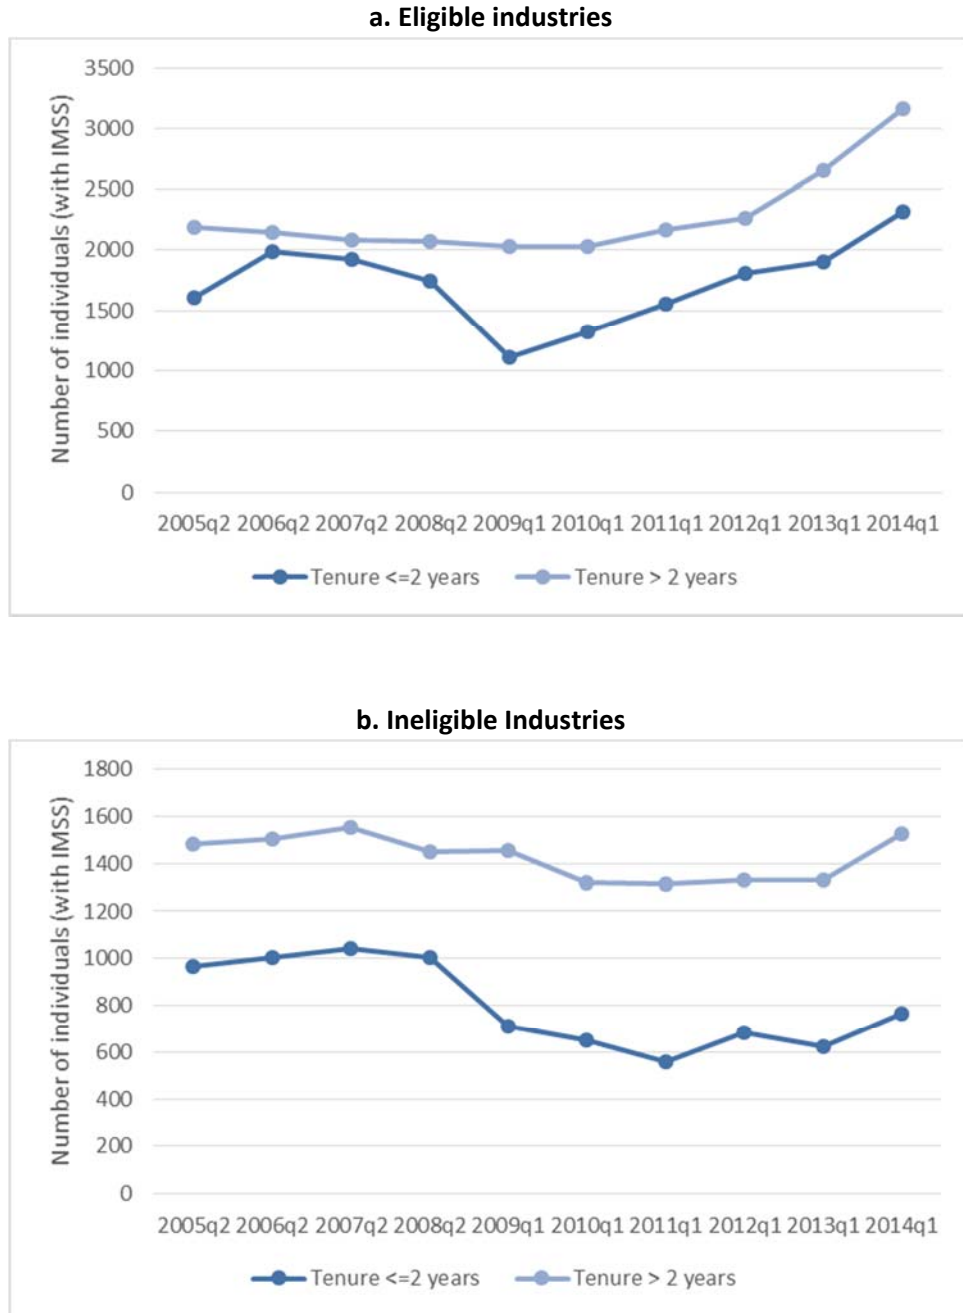 a. Eligible industries
3500
3000
2500
2000
1500
1000
500
0
Number of individuals (with IMSS)
2005q2 2006q2 2007q2 2008q2 2009q1 2010q1 2011q1 2012q1 2013q1 2014q1
Tenure <=2 years Tenure > 2 years
b. Ineligible Industries
1800
1600
1400
1200
1000
800
600
400
200
0
Number of individuals (with IMSS)
2005q2 2006q2 2007q2 2008q2 2009q1 2010q1 2011q1 2012q1 2013q1 2014q1
Tenure <=2 years Tenure > 2 years